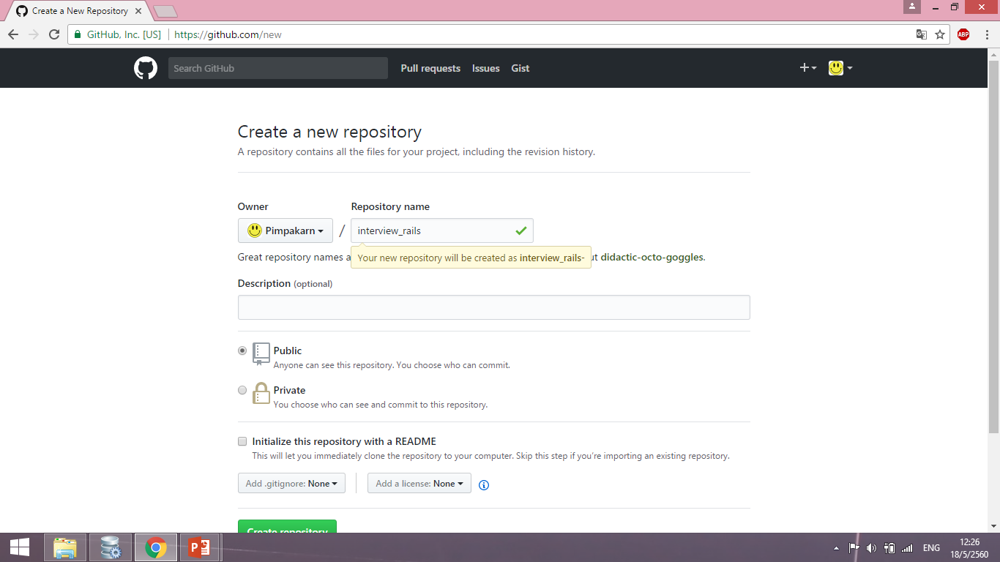 Create a New Repository
GitHub, Inc. [US] https://github.com/new
ABP
Search GitHub Pull requests Issues Gist
Create a new repository
A repository contains all the files for your project, including the revision history.
Owner Repository name
Pimpakarn / interview_rails
Great repository names a
Your new repository will be created as interview_rails-
ut didactic-octo-goggles.
Description (optional)
Public
Anyone can see this repository. You choose who can commit.
Private
You choose who can see and commit to this repository.
Initialize this repository with a README
This will let you immediately clone the repository to your computer. Skip this step if you're importing an existing repository.
Add .gitignore: None Add a license: None
Create repository
ENG
12:26
18/5/2560